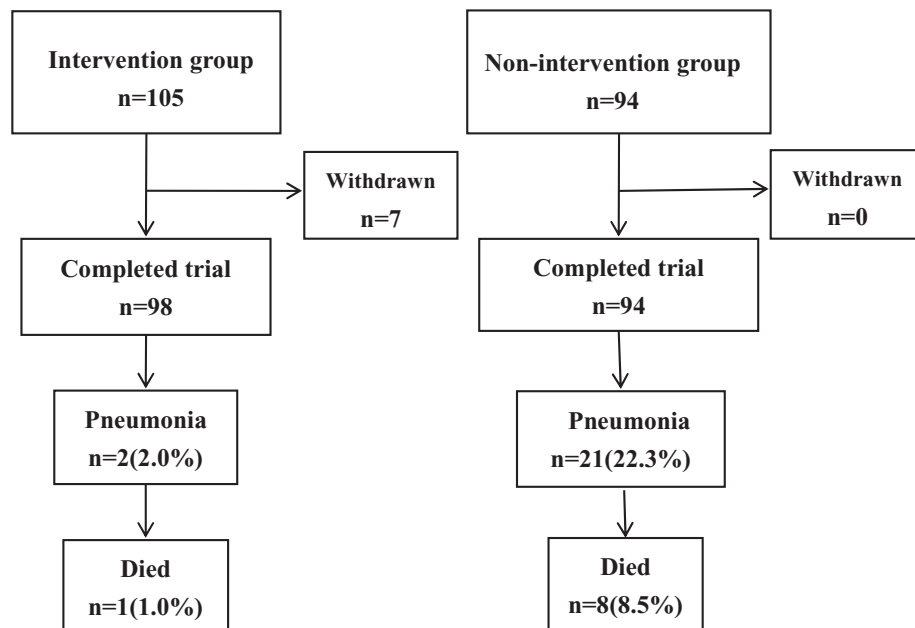 Intervention group
n=105
Non-intervention group
n=94
Withdrawn
n=7
Withdrawn
n=0
Completed trial
n=98
Completed trial
n=94
Pneumonia
n=2(2.0%)
Pneumonia
n=21(22.3%)
Died
n=1(1.0%)
Died
n=8(8.5%)